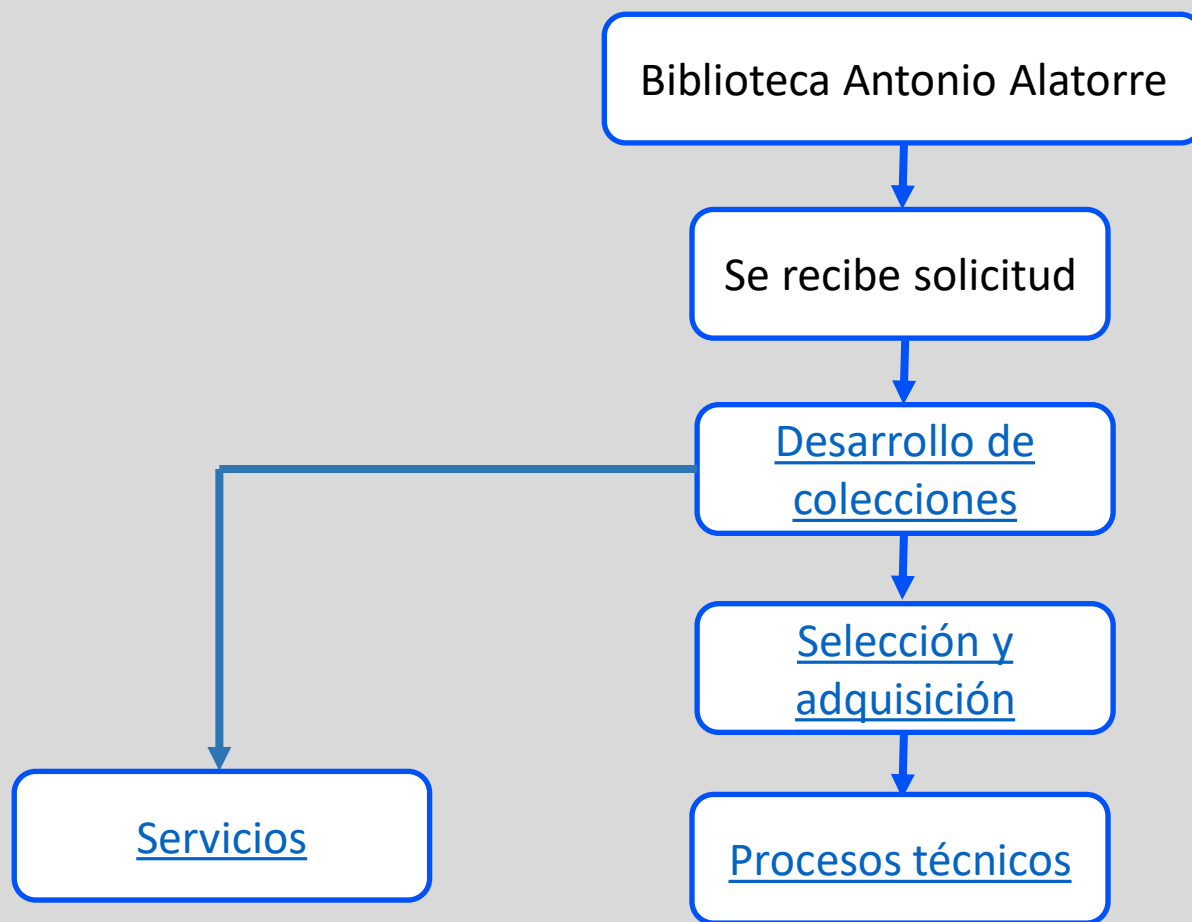 Biblioteca Antonio Alatorre
Se recibe solicitud
Desarrollo de
colecciones
Selección y
adquisición
Servicios
Procesos técnicos